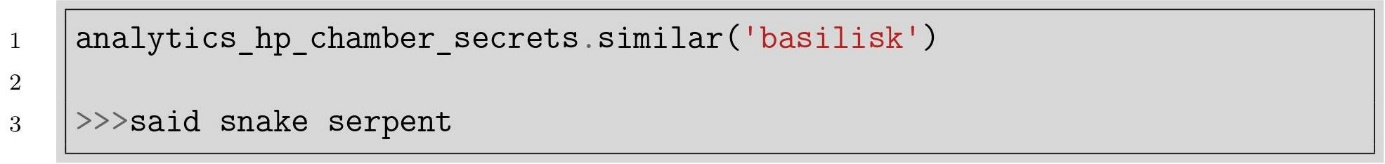 1 analytics_hp_chamber_secrets.similar('basilisk')
2
3 >>>said snake serpent